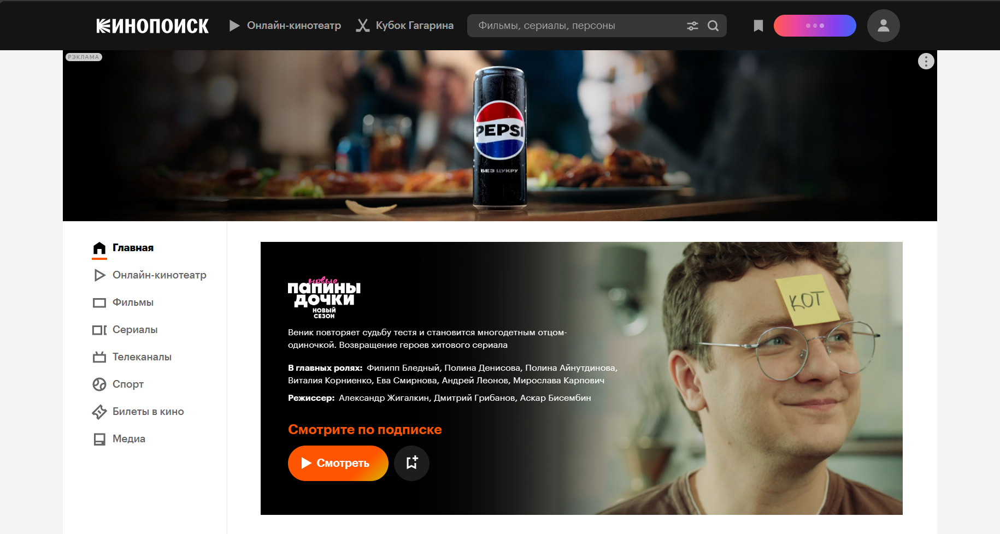 КИНОПОИСК
Онлайн-кинотеатр
Кубок Гагарина
Фильмы, сериалы, персоны
РЭКЛАМА
PEPSI
БЕЗ ЦУКРУ
Главная
Онлайн-кинотеатр
Фильмы
Сериалы
Телеканалы
Спорт
Билеты в кино
Медиа
новые
папины
дочки
НОВЫЙ
СЕЗОН
Веник повторяет судьбу тестя и становится многодетным отцом-
одиночкой. Возвращение героев хитового сериала
В главных ролях: Филипп Бледный, Полина Денисова, Полина Айнутдинова,
Виталия Корниенко, Ева Смирнова, Андрей Леонов, Мирослава Карпович
Режиссер: Александр Жигалкин, Дмитрий Грибанов, Аскар Бисембин
Смотрите по подписке
Смотреть
КОТ